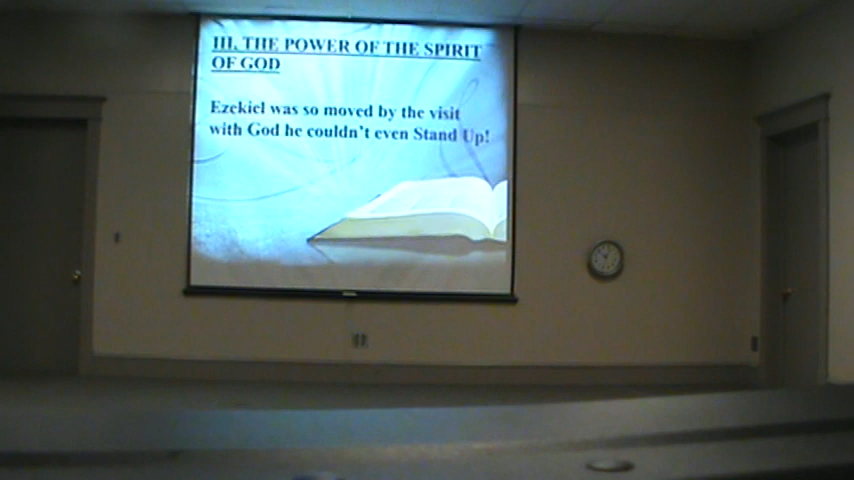 III. THE POWER OF THE SPIRIT
OF GOD
Ezekiel was so moved by the visit
with God he couldn't even Stand Up!